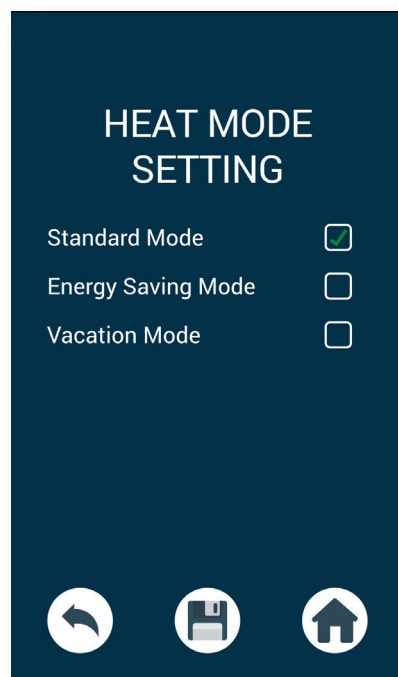 HEAT MODE
SETTING
Standard Mode
Energy Saving Mode
Vacation Mode